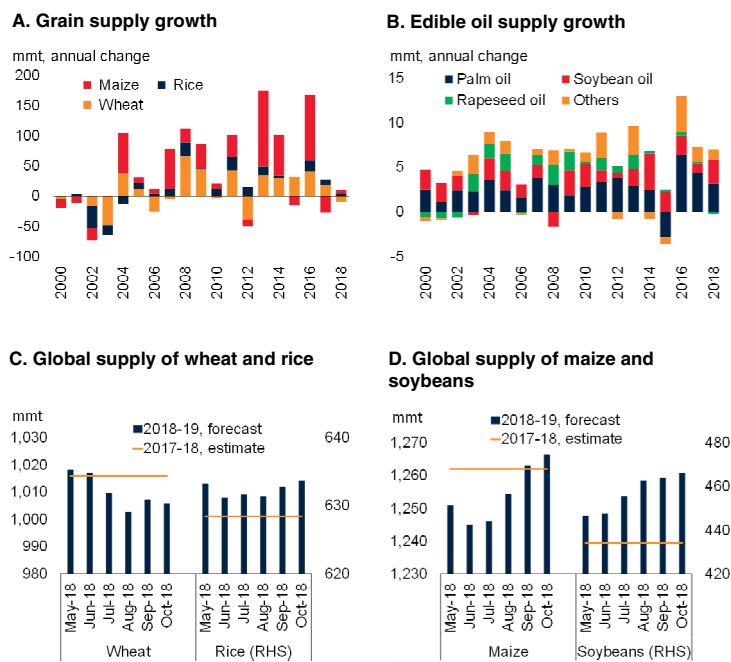 A. Grain supply growth
mmt, annual change
200
150
100
50
0
-50
-100
Maize
Rice
Wheat
2000
2002
2004
2006
2008
2010
2012
2014
2016
2018
B. Edible oil supply growth
mmt, annual change
15
10
5
0
-5
Palm oil
Soybean oil
Rapeseed oil
Others
2000
2002
2004
2006
2008
2010
2012
2014
2016
2018
C. Global supply of wheat and rice
mmt
2018-19, forecast
2017-18, estimate
1,030
1,020
1,010
1,000
990
980
640
630
620
May-18
Jun-18
Jul-18
Aug-18
Sep-18
Oct-18
May-18
Jun-18
Jul-18
Aug-18
Sep-18
Oct-18
Wheat
Rice (RHS)
D. Global supply of maize and
soybeans
mmt
2018-19, forecast
2017-18, estimate
1,270
1,260
1,250
1,240
1,230
480
460
440
420
May-18
Jun-18
Jul-18
Aug-18
Sep-18
Oct-18
May-18
Jun-18
Jul-18
Aug-18
Sep-18
Oct-18
Maize
Soybeans (RHS)